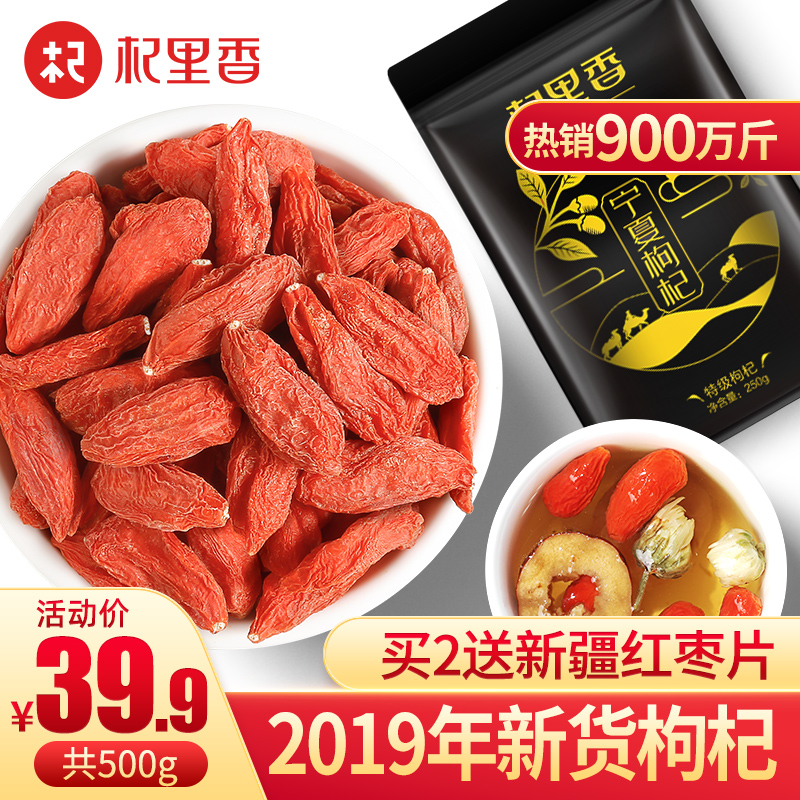 杞 杞里香
杞里香
热销900万斤
宁夏枸杞
特级枸杞
净含量：250g
活动价
¥39.9
共500g
买2送新疆红枣片
2019年新货枸杞